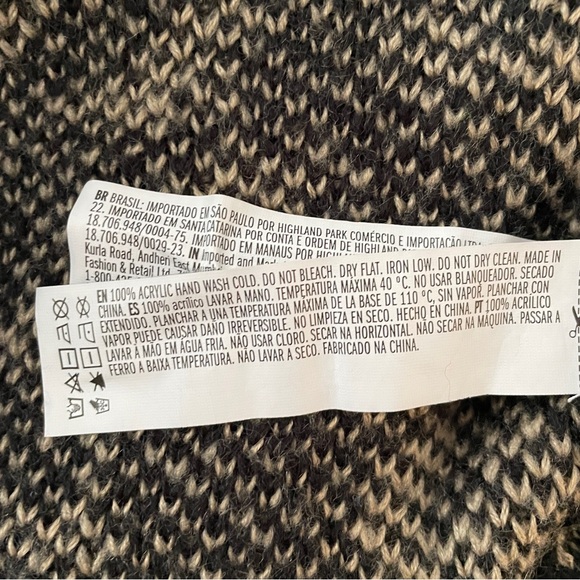 BR BRASIL: IMPORTADO EM SÃO PAULO POR HIGHLAND PARK COMÉRCIO E IMPORTAÇÃO LTDA
22. IMPORTADO EM SANTA CATARINA POR CONTA E ORDEM DE HIGHLAND
18.706.948/0004-75. IMPORTADO EM MANAUS POR
18.706.948/0029-23. IN Imported and
Kurla Road, Andheri East
Fashion & Retail Ltd.
1-800
EN 100% ACRYLIC HAND WASH COLD. DO NOT BLEACH. DRY FLAT. IRON LOW. DO NOT DRY CLEAN. MADE IN
CHINA. ES 100% acrílico LAVAR A MANO. TEMPERATURA MÁXIMA 40 °C. NO USAR BLANQUEADOR. SECADO
EXTENDIDO. PLANCHAR A UNA TEMPERATURA MÁXIMA DE LA BASE DE 110 °C, SIN VAPOR. PLANCHAR CON
VAPOR PUEDE CAUSAR DAÑO IRREVERSIBLE. NO LIMPIEZA EN SECO. HECHO EN CHINA. PT 100% ACRÍLICO
LAVAR À MÃO EM ÁGUA FRIA. NÃO USAR CLORO. SECAR NA HORIZONTAL. NÃO SECAR NA MÁQUINA. PASSAR A
FERRO A BAIXA TEMPERATURA. NÃO LAVAR A SECO. FABRICADO NA CHINA.